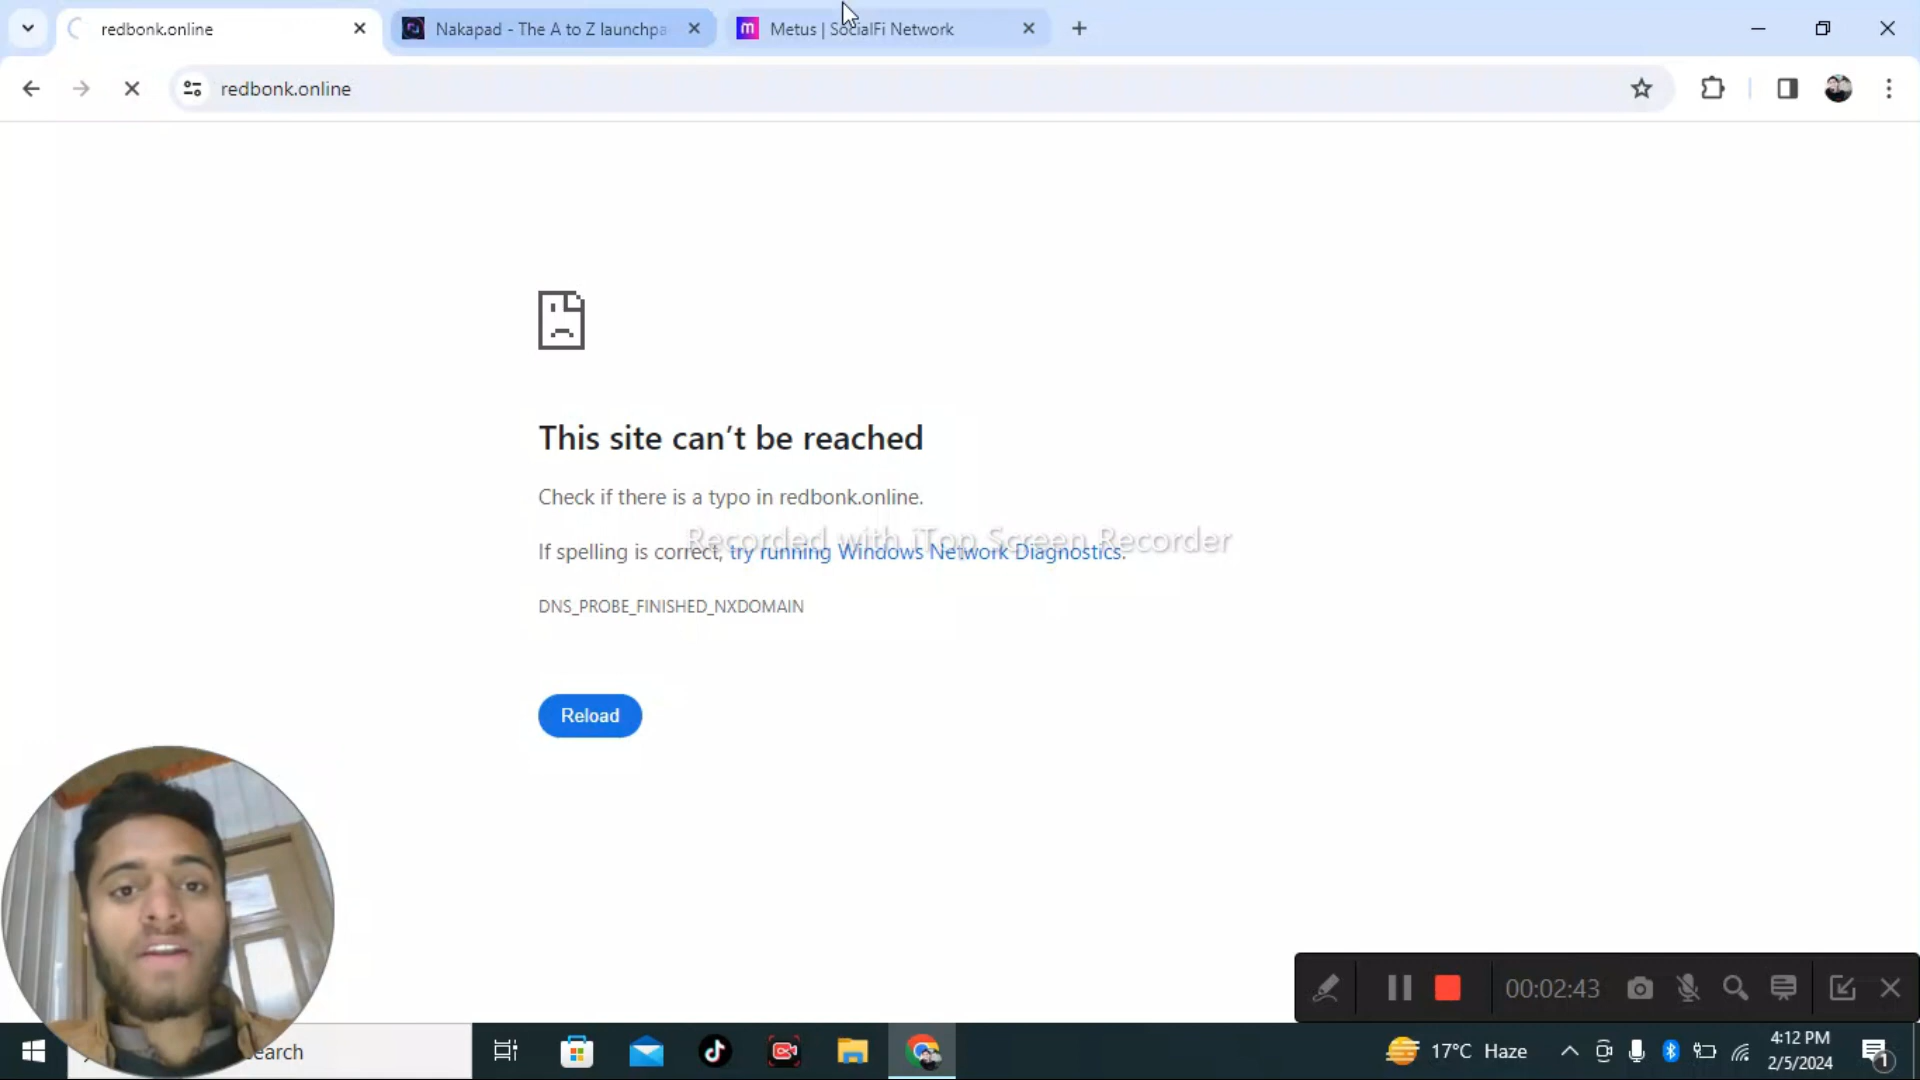 redbonk.online
Nakapad - The A to Z launchpa
m Metus | SocialFi Network
redbonk.online
This site can't be reached
Check if there is a typo in redbonk.online.
Recorded with iTop Screen Recorder
If spelling is correct, try running Windows Network Diagnostics.
DNS_PROBE_FINISHED_NXDOMAIN
Reload
00:02:43
earch
17°C Haze
4:12 PM
2/5/2024
1